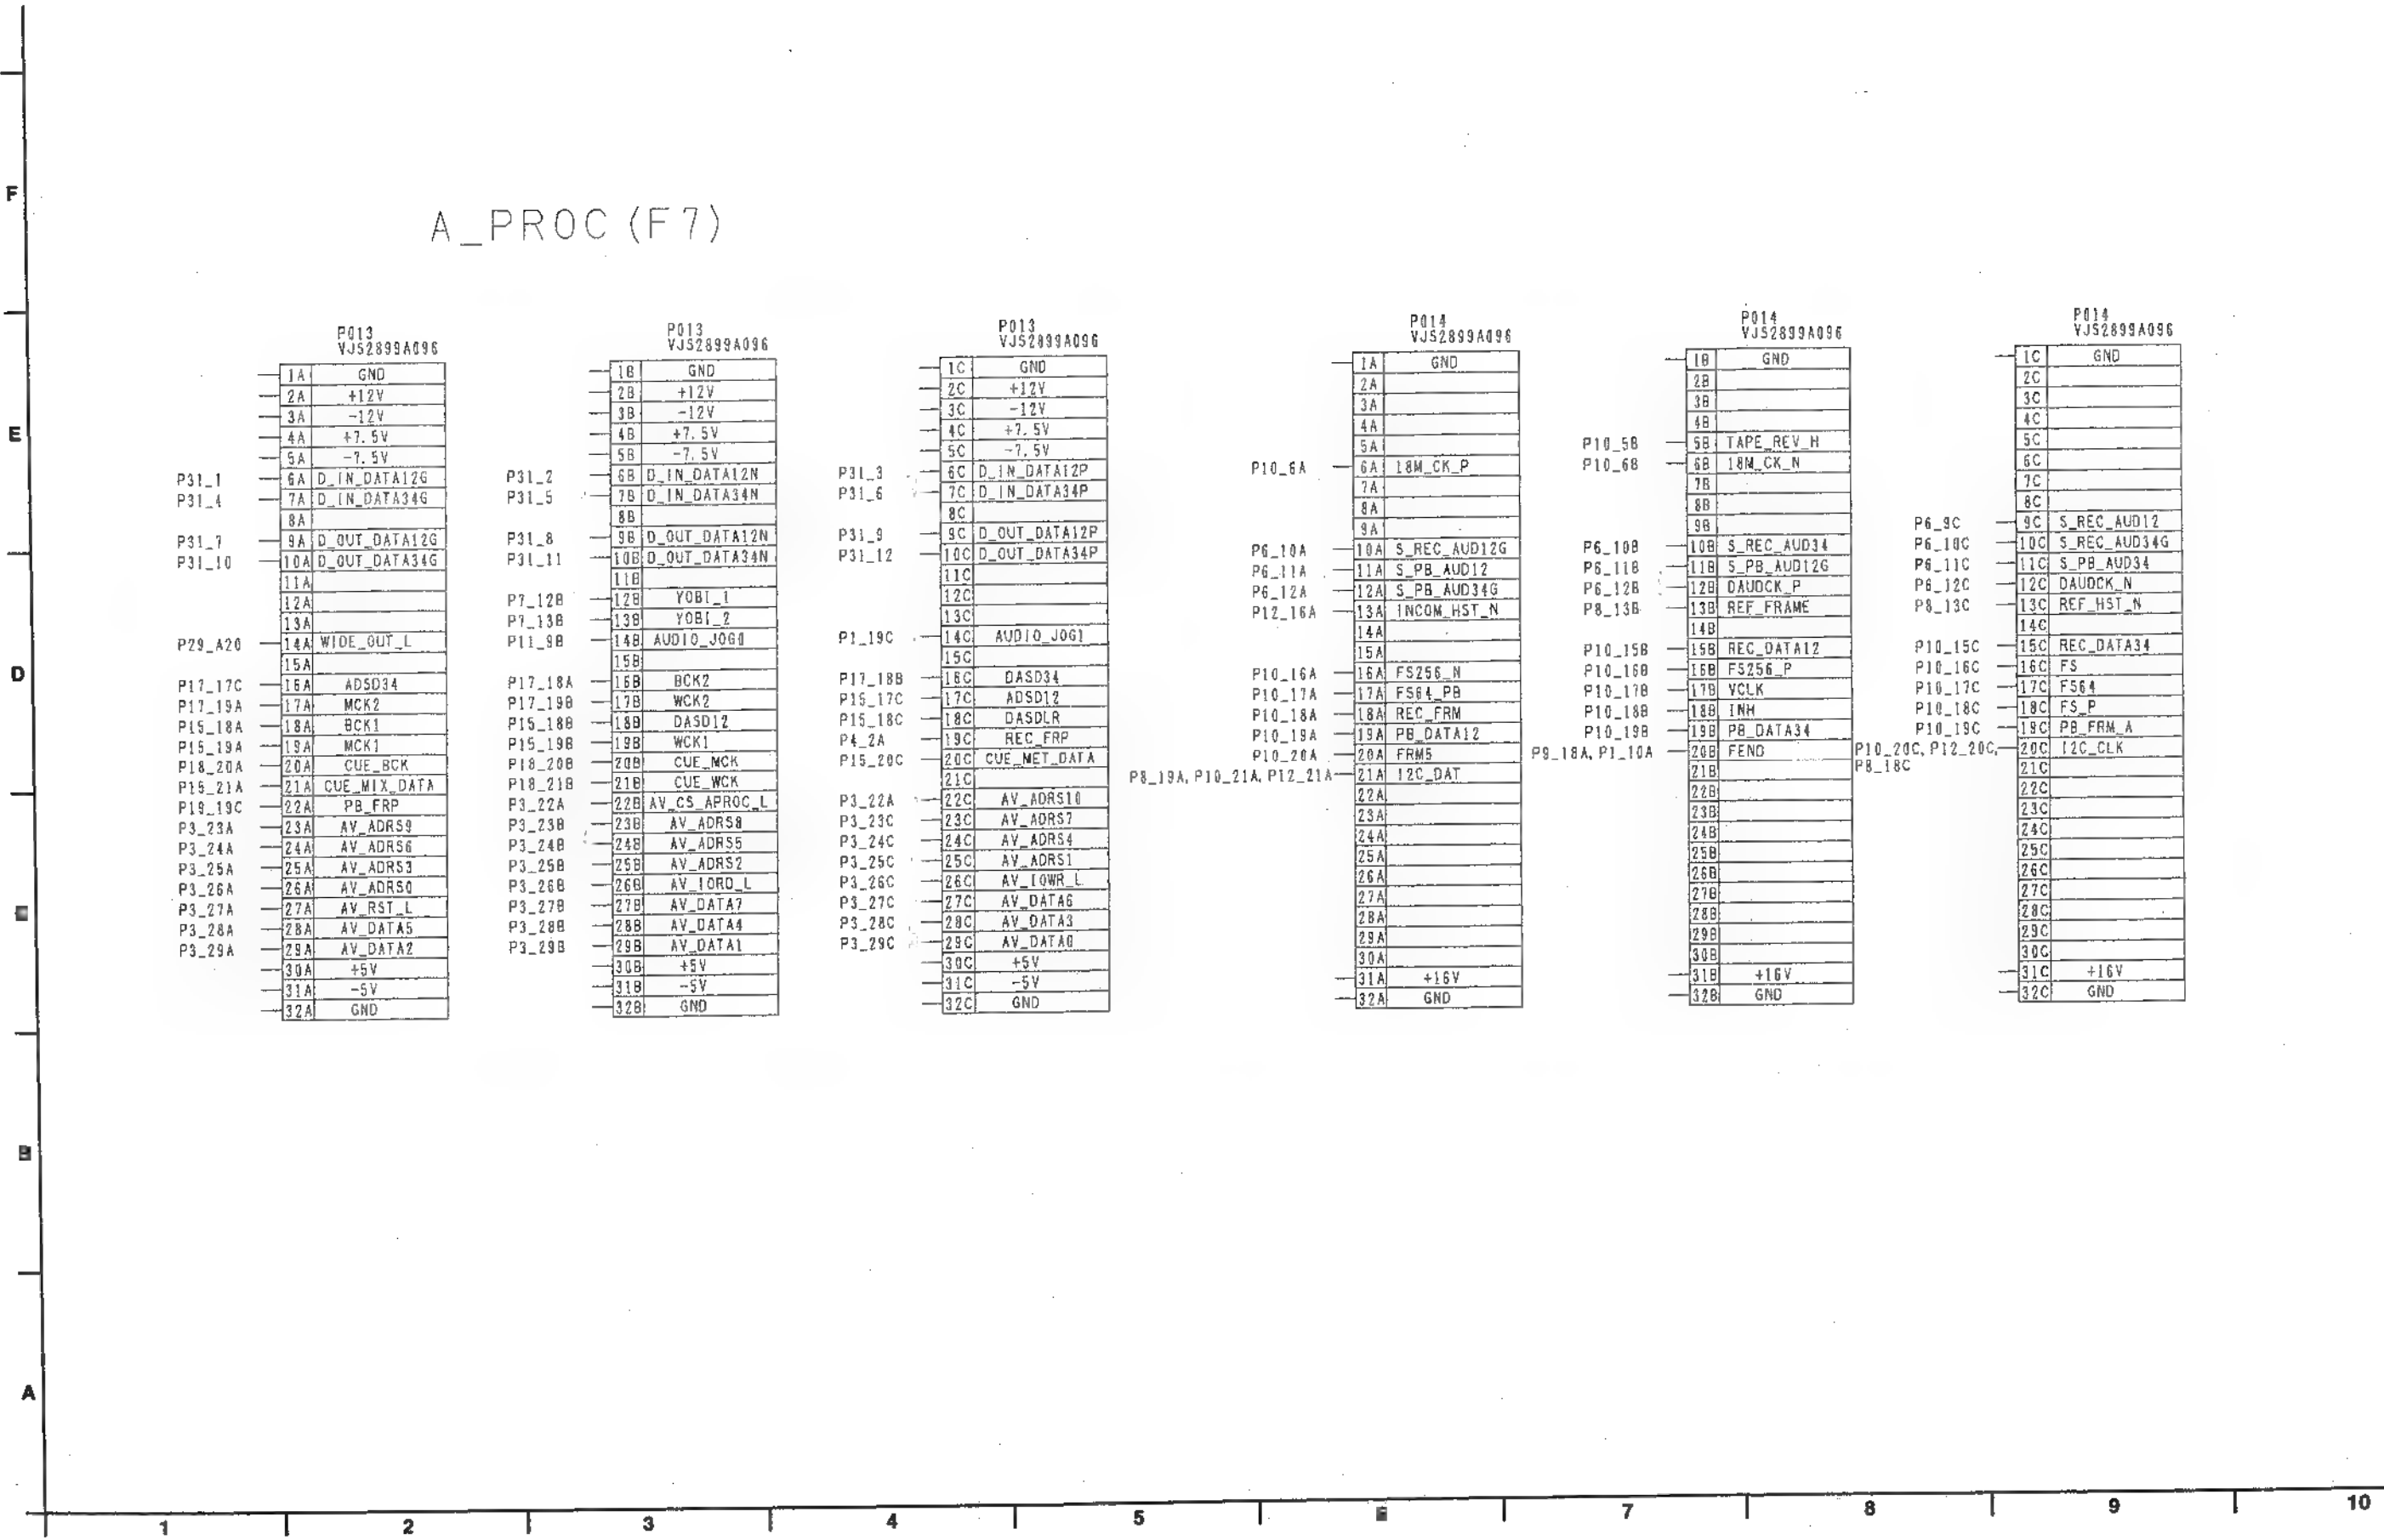 F
A_PROC (F7)
P013
VJS2899A096
1A GND
2A +12V
3A -12V
4A +7.5V
5A -7.5V
P31_1 6A D_IN_DATA12G
P31_4 7A D_IN_DATA34G
8A
P31_7 9A D_OUT_DATA12G
P31_10 10A D_OUT_DATA34G
11A
12A
13A
P29_A20 14A WIDE_OUT_L
15A
P17_17C 16A ADSD34
P17_19A 17A MCK2
P15_18A 18A BCK1
P15_19A 19A MCK1
P18_20A 20A CUE_BCK
P15_21A 21A CUE_MIX_DATA
P19_19C 22A PB_FRP
P3_23A 23A AV_ADRS9
P3_24A 24A AV_ADRS6
P3_25A 25A AV_ADRS3
P3_26A 26A AV_ADRS0
P3_27A 27A AV_RST_L
P3_28A 28A AV_DATA5
P3_29A 29A AV_DATA2
30A +5V
31A -5V
32A GND
P013
VJS2899A096
1B GND
2B +12V
3B -12V
4B +7.5V
5B -7.5V
P31_2 6B D_IN_DATA12N
P31_5 7B D_IN_DATA34N
8B
P31_8 9B D_OUT_DATA12N
P31_11 10B D_OUT_DATA34N
11B
P7_12B 12B YOBI_1
P7_13B 13B YOBI_2
P11_9B 14B AUDIO_JOG0
15B
P17_18A 16B BCK2
P17_19B 17B WCK2
P15_18B 18B DASD12
P15_19B 19B WCK1
P18_20B 20B CUE_MCK
P18_21B 21B CUE_WCK
P3_22A 22B AV_CS_APROC_L
P3_23B 23B AV_ADRS8
P3_24B 24B AV_ADRS5
P3_25B 25B AV_ADRS2
P3_26B 26B AV_IORD_L
P3_27B 27B AV_DATA7
P3_28B 28B AV_DATA4
P3_29B 29B AV_DATA1
30B +5V
31B -5V
32B GND
P013
VJS2899A096
1C GND
2C +12V
3C -12V
4C +7.5V
5C -7.5V
P31_3 6C D_IN_DATA12P
P31_6 7C D_IN_DATA34P
8C
P31_9 9C D_OUT_DATA12P
P31_12 10C D_OUT_DATA34P
11C
12C
13C
P1_19C 14C AUDIO_JOG1
15C
P17_18B 16C DASD34
P15_17C 17C ADSD12
P15_18C 18C DASDLR
P4_2A 19C REC_FRP
P15_20C 20C CUE_MET_DATA
21C
P3_22A 22C AV_ADRS10
P3_23C 23C AV_ADRS7
P3_24C 24C AV_ADRS4
P3_25C 25C AV_ADRS1
P3_26C 26C AV_IOWR_L
P3_27C 27C AV_DATA6
P3_28C 28C AV_DATA3
P3_29C 29C AV_DATA0
30C +5V
31C -5V
32C GND
P014
VJS2899A096
1A GND
2A
3A
4A
5A
P10_6A 6A 18M_CK_P
7A
8A
9A
P6_10A 10A S_REC_AUD12G
P6_11A 11A S_PB_AUD12
P6_12A 12A S_PB_AUD34G
P12_16A 13A INCOM_HST_N
14A
15A
P10_16A 16A FS256_N
P10_17A 17A FS64_PB
P10_18A 18A REC_FRM
P10_19A 19A PB_DATA12
P10_20A 20A FRM5
P8_19A, P10_21A, P12_21A 21A I2C_DAT
22A
23A
24A
25A
26A
27A
28A
29A
30A
31A +16V
32A GND
P014
VJS2899A096
1B GND
2B
3B
4B
P10_5B 5B TAPE_REV_H
P10_6B 6B 18M_CK_N
7B
8B
9B
P6_10B 10B S_REC_AUD34
P6_11B 11B S_PB_AUD12G
P6_12B 12B DAUDCK_P
P8_13B 13B REF_FRAME
14B
P10_15B 15B REC_DATA12
P10_16B 16B FS256_P
P10_17B 17B VCLK
P10_18B 18B INH
P10_19B 19B PB_DATA34
P9_18A, P1_10A 20B FEND
21B
22B
23B
24B
25B
26B
27B
28B
29B
30B
31B +16V
32B GND
P014
VJS2899A096
1C GND
2C
3C
4C
5C
6C
7C
8C
P6_9C 9C S_REC_AUD12
P6_10C 10C S_REC_AUD34G
P6_11C 11C S_PB_AUD34
P6_12C 12C DAUDCK_N
P8_13C 13C REF_HST_N
14C
P10_15C 15C REC_DATA34
P10_16C 16C FS
P10_17C 17C FS64
P10_18C 18C FS_P
P10_19C 19C PB_FRM_A
P10_20C, P12_20C, 20C I2C_CLK
P8_18C 21C
22C
23C
24C
25C
26C
27C
28C
29C
30C
31C +16V
32C GND
E
D
B
A
1 2 3 4 5 7 8 9 10